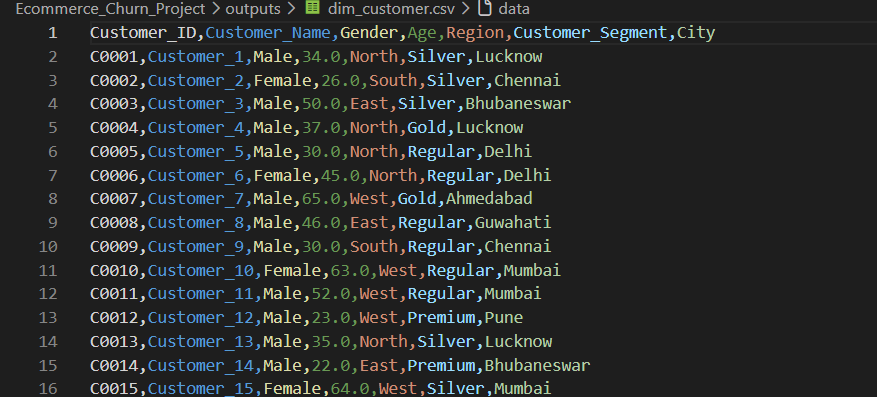 Ecommerce_Churn_Project > outputs > dim_customer.csv > data
1 Customer_ID,Customer_Name,Gender,Age,Region,Customer_Segment,City
2 C0001,Customer_1,Male,34.0,North,Silver,Lucknow
3 C0002,Customer_2,Female,26.0,South,Silver,Chennai
4 C0003,Customer_3,Male,50.0,East,Silver,Bhubaneswar
5 C0004,Customer_4,Male,37.0,North,Gold,Lucknow
6 C0005,Customer_5,Male,30.0,North,Regular,Delhi
7 C0006,Customer_6,Female,45.0,North,Regular,Delhi
8 C0007,Customer_7,Male,65.0,West,Gold,Ahmedabad
9 C0008,Customer_8,Male,46.0,East,Regular,Guwahati
10 C0009,Customer_9,Male,30.0,South,Regular,Chennai
11 C0010,Customer_10,Female,63.0,West,Regular,Mumbai
12 C0011,Customer_11,Male,52.0,West,Regular,Mumbai
13 C0012,Customer_12,Male,23.0,West,Premium,Pune
14 C0013,Customer_13,Male,35.0,North,Silver,Lucknow
15 C0014,Customer_14,Male,22.0,East,Premium,Bhubaneswar
16 C0015,Customer_15,Female,64.0,West,Silver,Mumbai